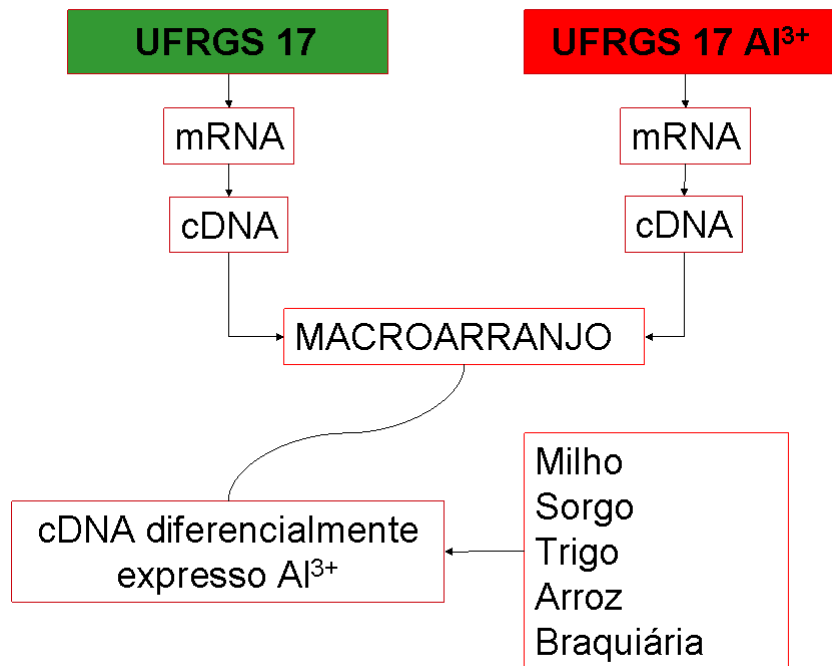 UFRGS 17
UFRGS 17 Al³⁺
mRNA
mRNA
cDNA
cDNA
MACROARRANJO
cDNA diferencialmente
expresso Al³⁺
Milho
Sorgo
Trigo
Arroz
Braquiária